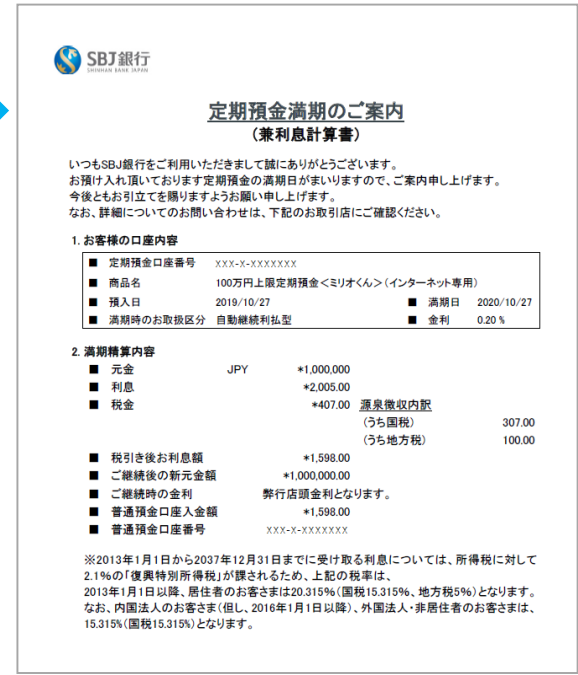 SBJ銀行
SHINHAN BANK JAPAN
定期預金満期のご案内
（兼利息計算書）
いつもSBJ銀行をご利用いただきまして誠にありがとうございます。
お預け入れ頂いております定期預金の満期日がまいりますので、ご案内申し上げます。
今後ともお引立てを賜りますようお願い申し上げます。
なお、詳細についてのお問い合わせは、下記のお取引店にご確認ください。
1. お客様の口座内容
■ 定期預金口座番号 XXX-X-XXXXXXX
■ 商品名 100万円上限定期預金＜ミリオくん＞（インターネット専用）
■ 預入日 2019/10/27 ■ 満期日 2020/10/27
■ 満期時のお取扱区分 自動継続利払型 ■ 金利 0.20 %
2. 満期精算内容
■ 元金 JPY *1,000,000
■ 利息 *2,005.00
■ 税金 *407.00 源泉徴収内訳
（うち国税） 307.00
（うち地方税） 100.00
■ 税引き後お利息額 *1,598.00
■ ご継続後の新元金額 *1,000,000.00
■ ご継続時の金利 弊行店頭金利となります。
■ 普通預金口座入金額 *1,598.00
■ 普通預金口座番号 XXX-X-XXXXXXX
※2013年1月1日から2037年12月31日までに受け取る利息については、所得税に対して
2.1%の「復興特別所得税」が課されるため、上記の税率は、
2013年1月1日以降、居住者のお客さまは20.315%（国税15.315%、地方税5%）となります。
なお、内国法人のお客さま（但し、2016年1月1日以降）、外国法人・非居住者のお客さまは、
15.315%（国税15.315%）となります。